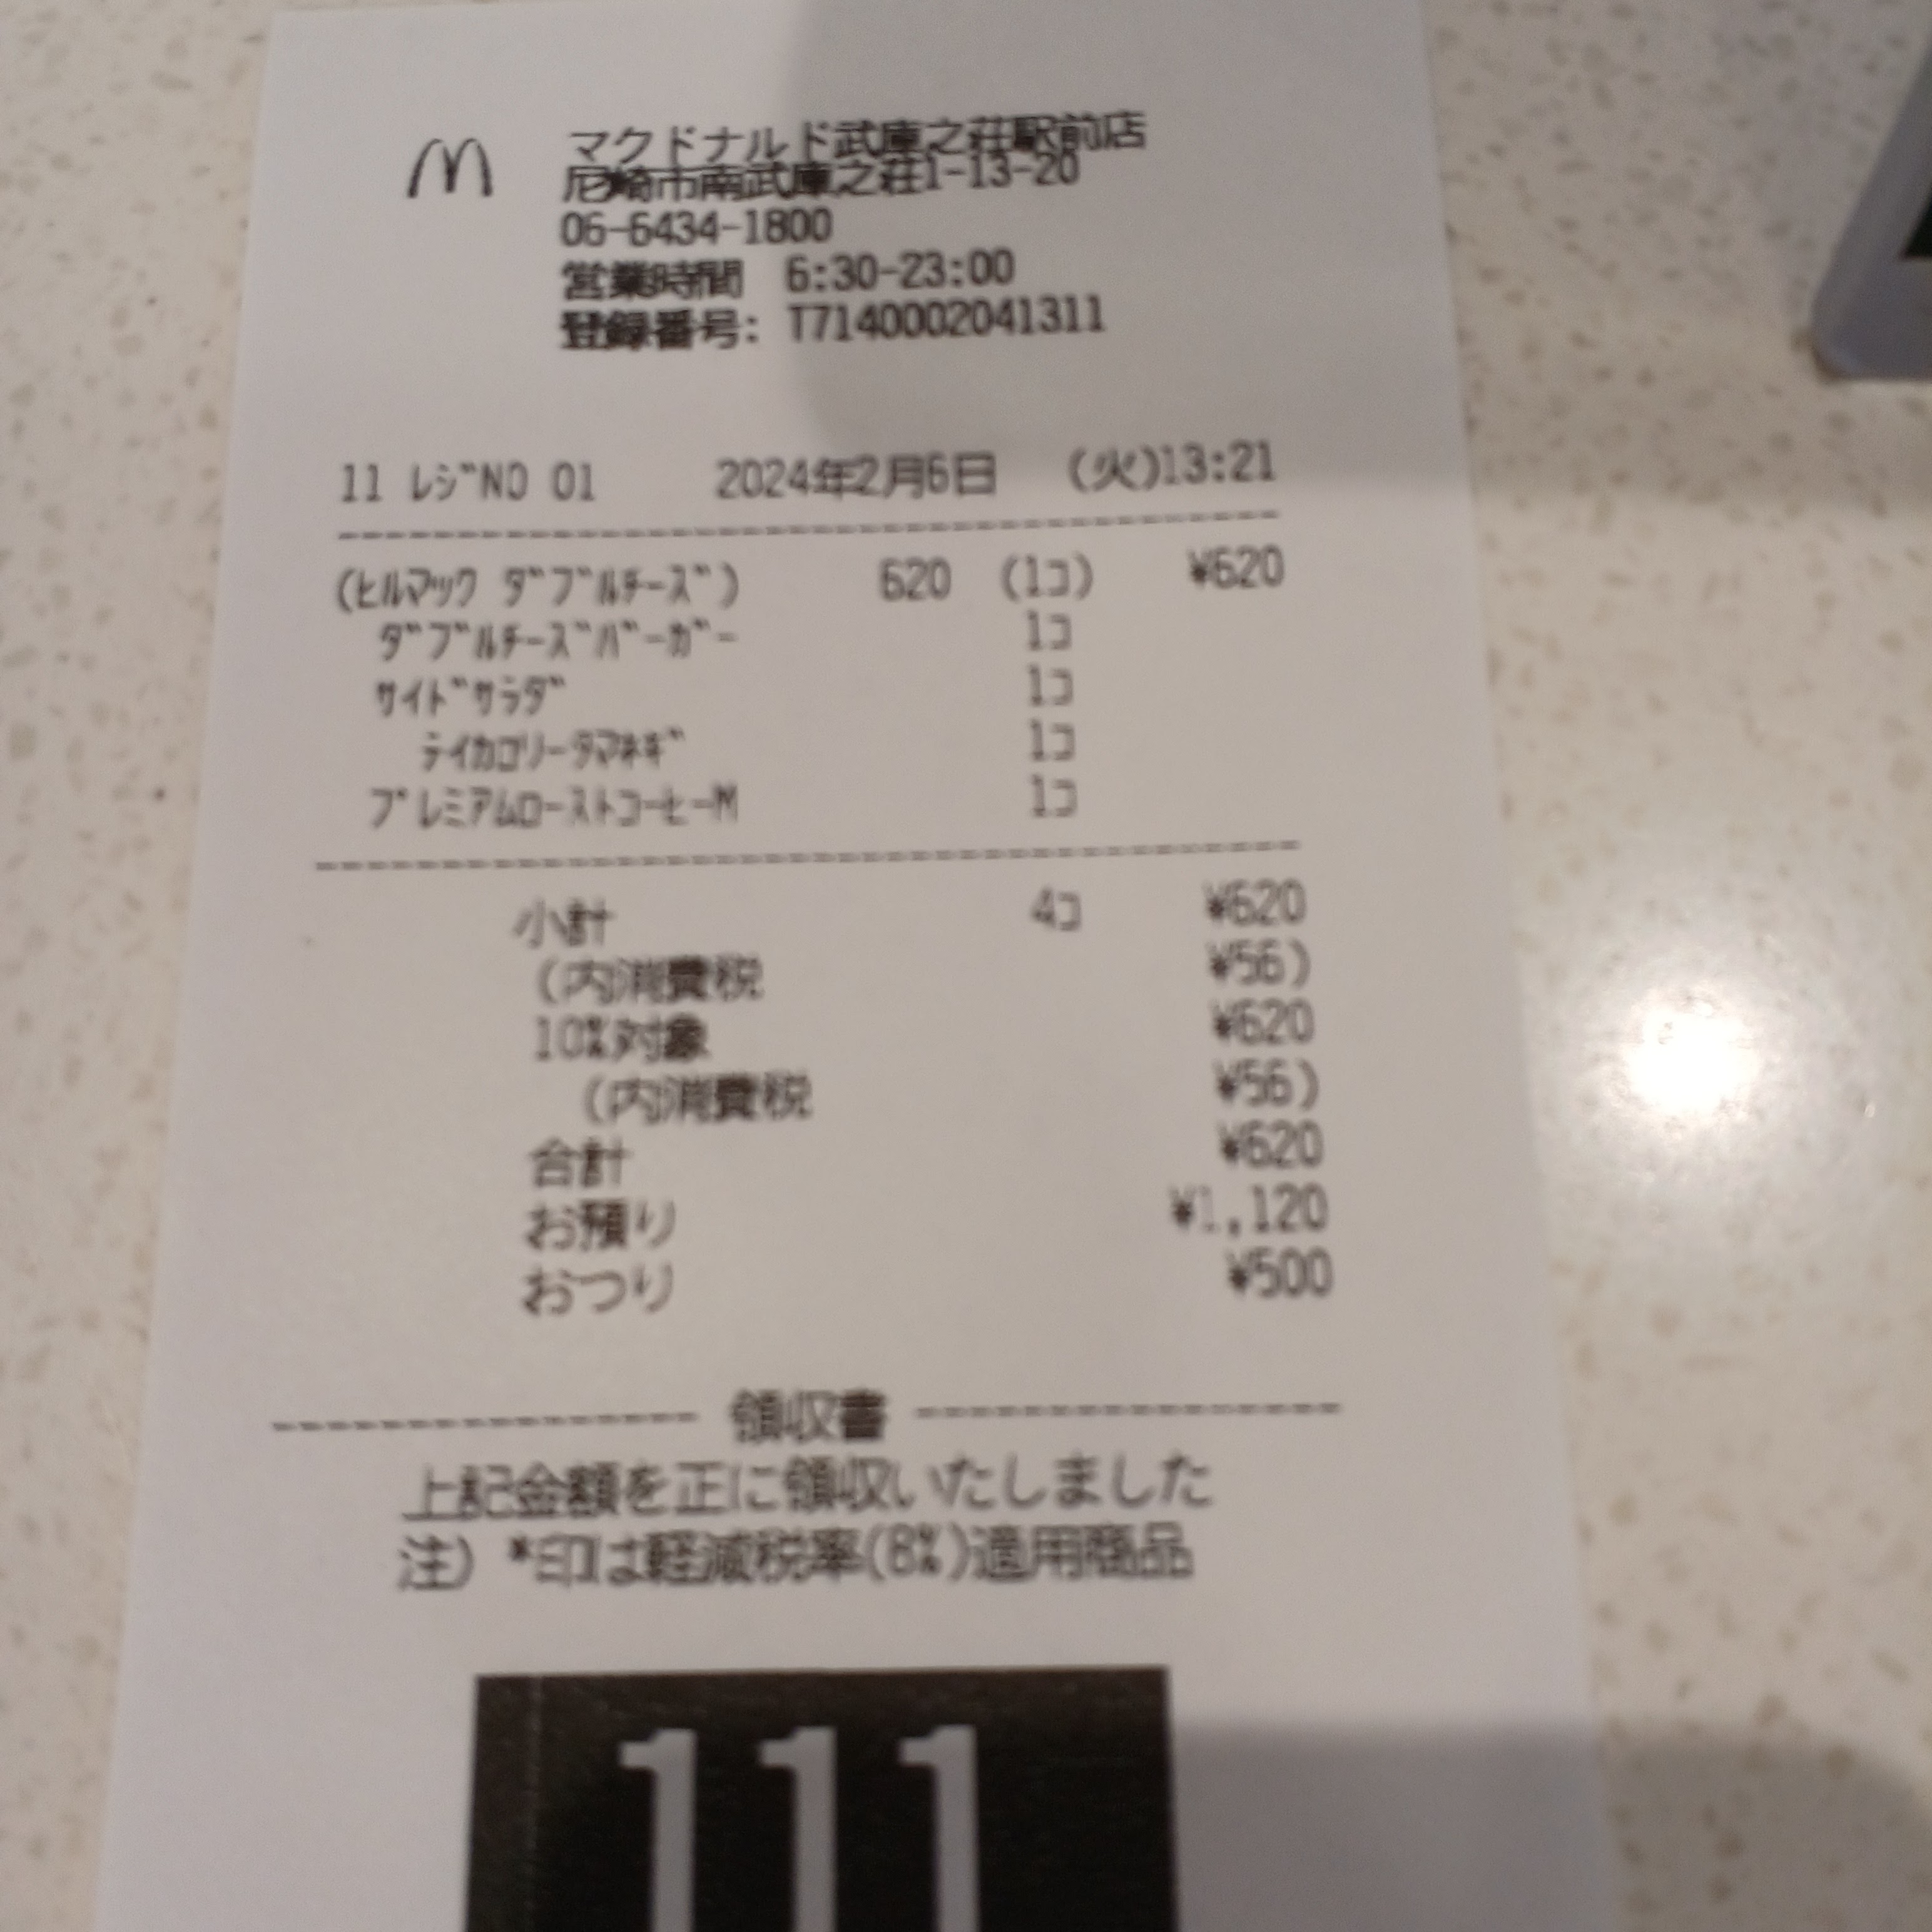 マクドナルド武庫之荘駅前店
尼崎市南武庫之荘1-13-20
06-6434-1800
営業時間 6:30-23:00
登録番号: T7140002041311
11 ﾚｼﾞNO 01 2024年2月6日 (火)13:21
(ﾋﾙﾏｯｸ ﾀﾞﾌﾞﾙﾁｰｽﾞ) 620 (1ｺ) ¥620
ﾀﾞﾌﾞﾙﾁｰｽﾞﾊﾞｰｶﾞｰ 1ｺ
ｻｲﾄﾞｻﾗﾀﾞ 1ｺ
ﾃｲｶﾛﾘｰﾀﾏﾈｷﾞ 1ｺ
ﾌﾟﾚﾐｱﾑﾛｰｽﾄｺｰﾋｰM 1ｺ
小計 4ｺ ¥620
(内消費税 ¥56)
10%対象 ¥620
(内消費税 ¥56)
合計 ¥620
お預り ¥1,120
おつり ¥500
領収書
上記金額を正に領収いたしました
注) *印は軽減税率(8%)適用商品
111